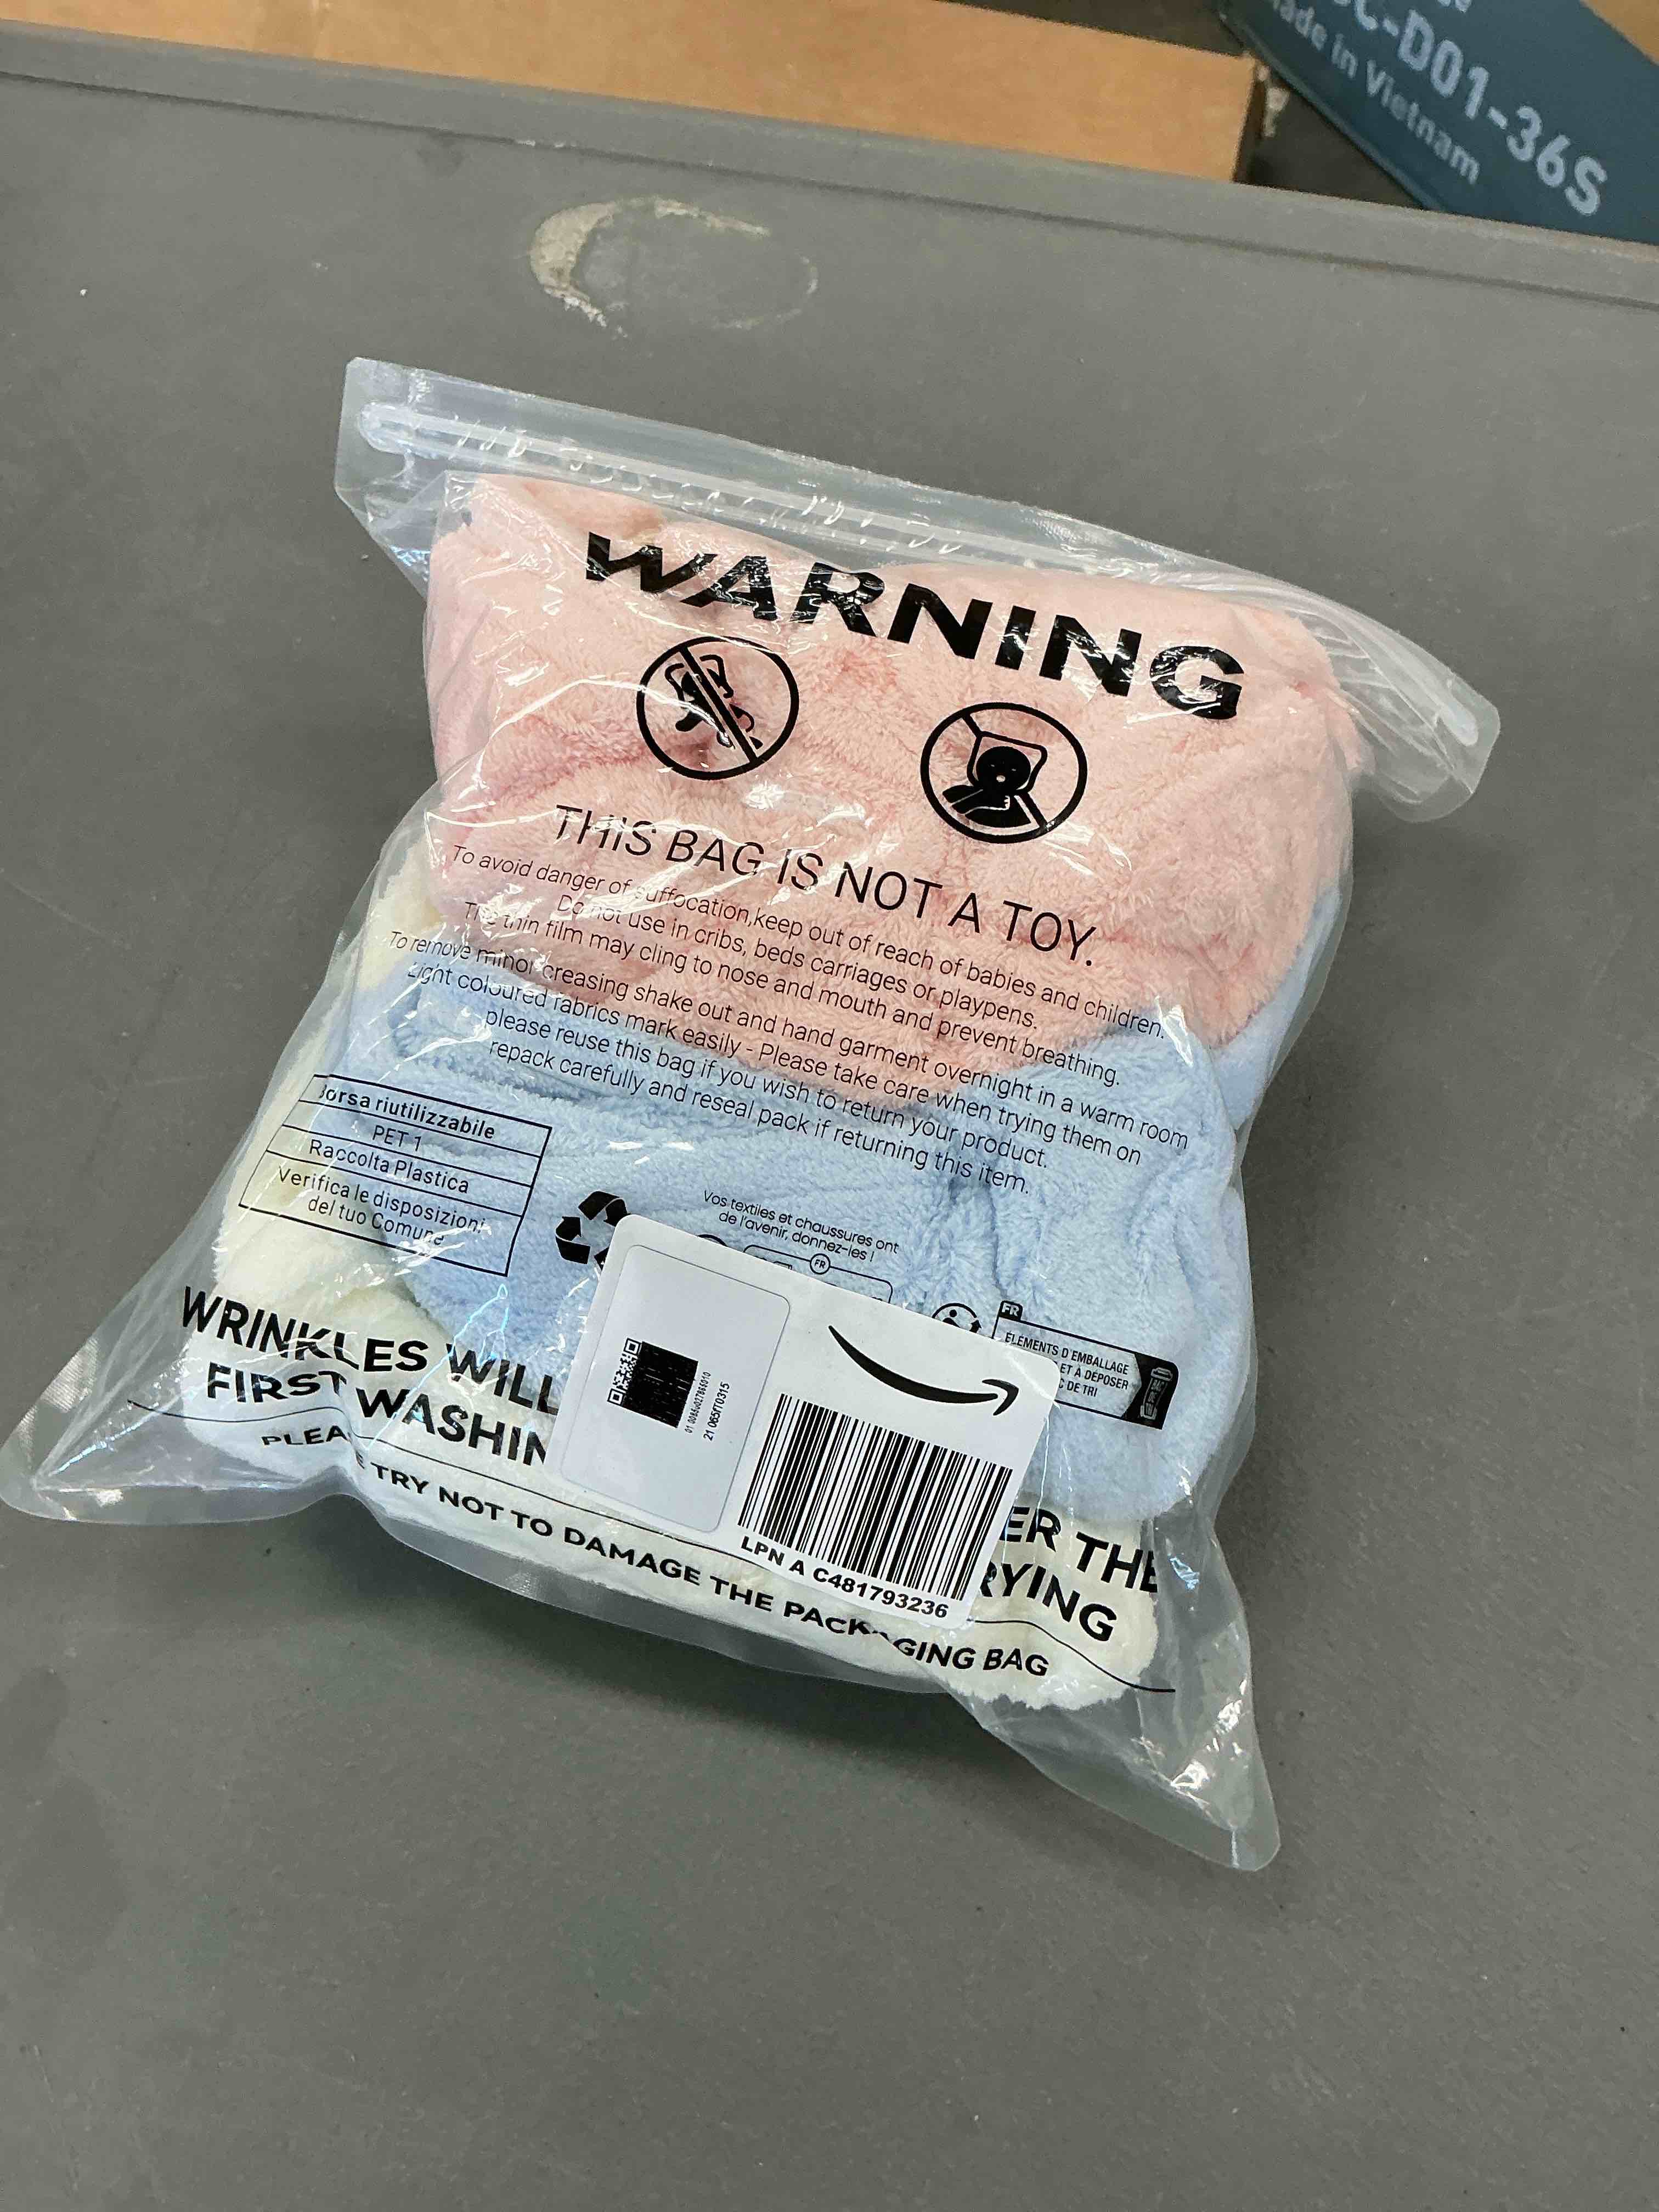 C-D01-36S
ade in Vietnam
WARNING
THIS BAG IS NOT A TOY.
To avoid danger of suffocation,keep out of reach of babies and children.
Do not use in cribs, beds carriages or playpens.
The thin film may cling to nose and mouth and prevent breathing.
To remove minor creasing shake out and hand garment overnight in a warm room
Light coloured fabrics mark easily - Please take care when trying them on
please reuse this bag if you wish to return your product.
repack carefully and reseal pack if returning this item.
Borsa riutilizzabile
PET 1
Raccolta Plastica
Verifica le disposizioni
del tuo Comune
Vos textiles et chaussures ont
de l'avenir, donnez-les !
FR
FR
ÉLÉMENTS D'EMBALLAGE
ET À DÉPOSER
DE TRI
WRINKLES WILL
FIRST WASHIN
ER THE
RYING
PLEA E TRY NOT TO DAMAGE THE PACKAGING BAG
21 065IT0315
LPN A C481793236